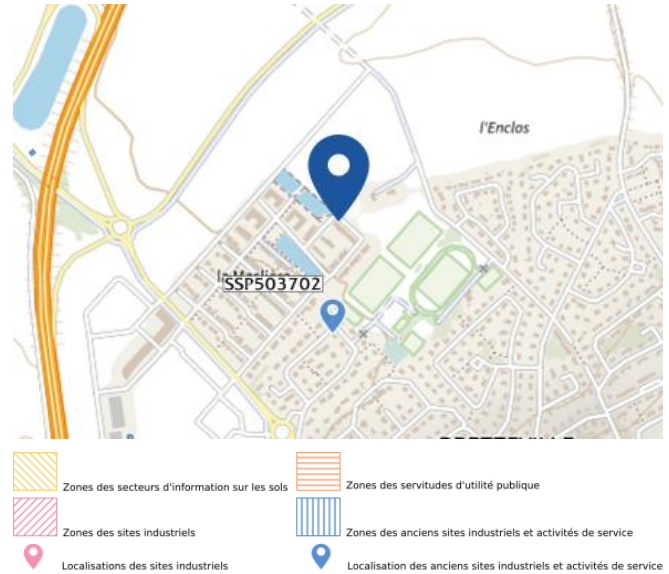 l'Enclos
SSP503702
Zones des secteurs d'information sur les sols
Zones des servitudes d'utilité publique
Zones des sites industriels
Zones des anciens sites industriels et activités de service
Localisations des sites industriels
Localisation des anciens sites industriels et activités de service